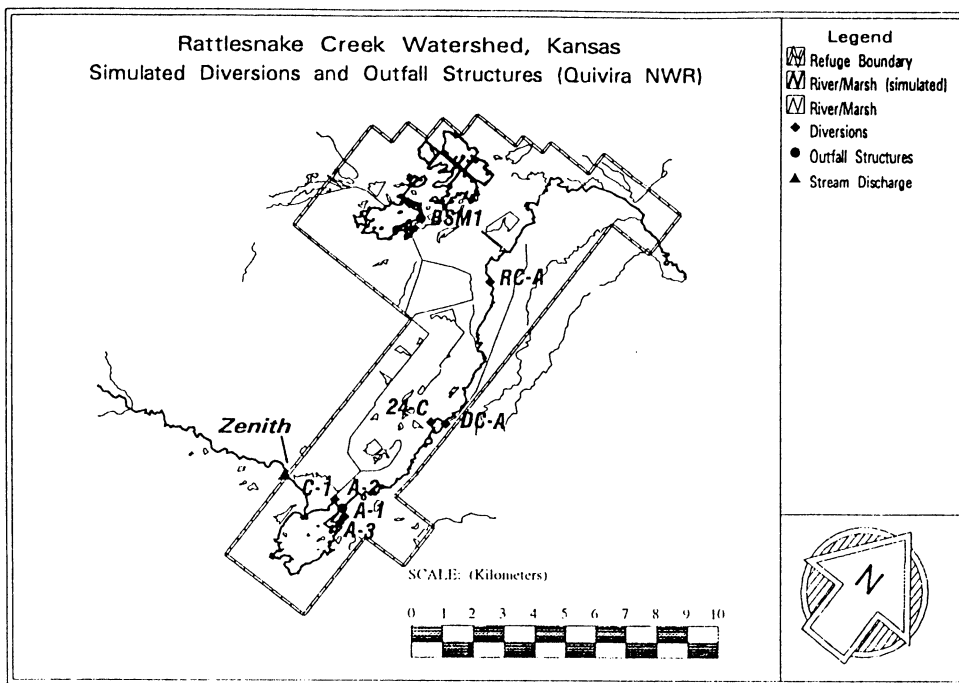 Rattlesnake Creek Watershed, Kansas
Simulated Diversions and Outfall Structures (Quivira NWR)
Legend
Refuge Boundary
River/Marsh (simulated)
River/Marsh
Diversions
Outfall Structures
Stream Discharge
BSM1
RC-A
24-C
DC-A
Zenith
C-1
A-2
A-1
A-3
SCALE: (Kilometers)
0 1 2 3 4 5 6 7 8 9 10
N